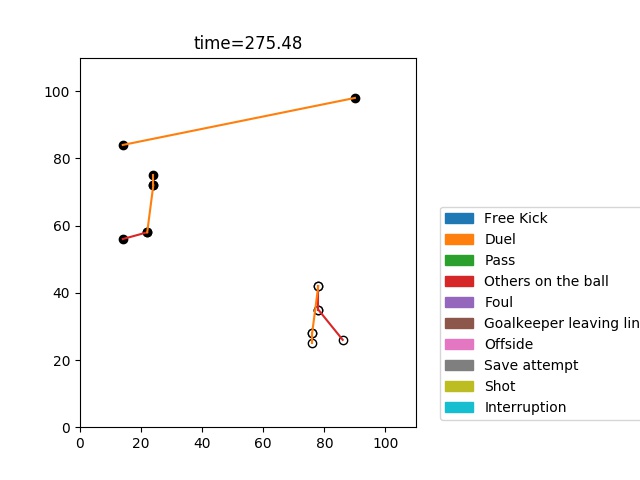 time=275.48
100
80
60
40
20
0
0 20 40 60 80 100
Free Kick
Duel
Pass
Others on the ball
Foul
Goalkeeper leaving lin
Offside
Save attempt
Shot
Interruption